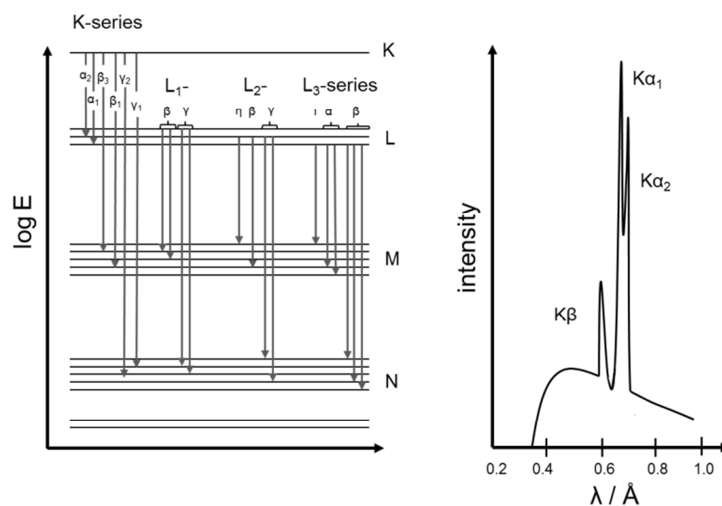 K-series
K
α₂ β₃ γ₂
α₁ β₁ γ₁
L₁- L₂- L₃-series
β γ η β γ ı α β
L
log E
M
N
intensity
Kα₁
Kα₂
Kβ
0.2 0.4 0.6 0.8 1.0
λ / Å